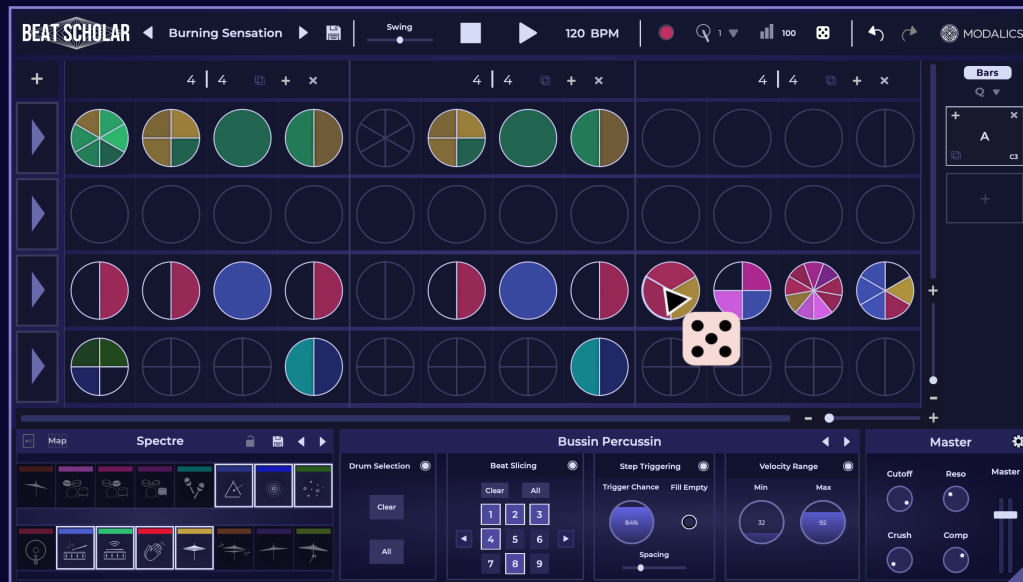 BEAT SCHOLAR
Burning Sensation
Swing
120 BPM
1
100
MODALICS
4 | 4
4 | 4
4 | 4
Bars
Q
A
C3
Map
Spectre
Bussin Percussin
Master
Drum Selection
Clear
All
Beat Slicing
Clear
All
1 2 3
4 5 6
7 8 9
Step Triggering
Trigger Chance
Fill Empty
84%
Spacing
Velocity Range
Min
Max
32
92
Cutoff
Reso
Master
Crush
Comp